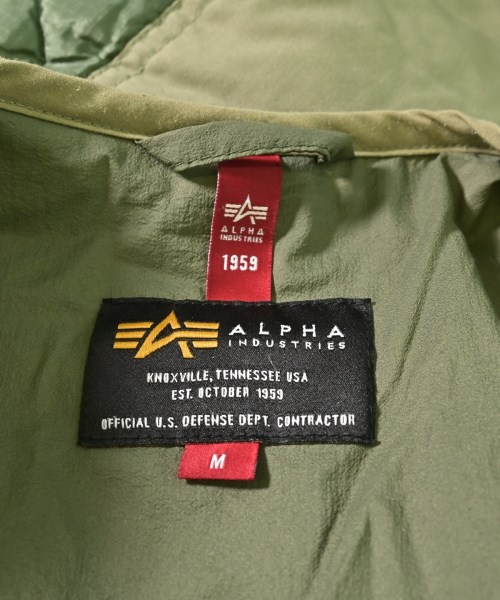 ALPHA
INDUSTRIES
1959
ALPHA
INDUSTRIES
KNOXVILLE, TENNESSEE USA
EST. OCTOBER 1959
OFFICIAL U.S. DEFENSE DEPT. CONTRACTOR
M